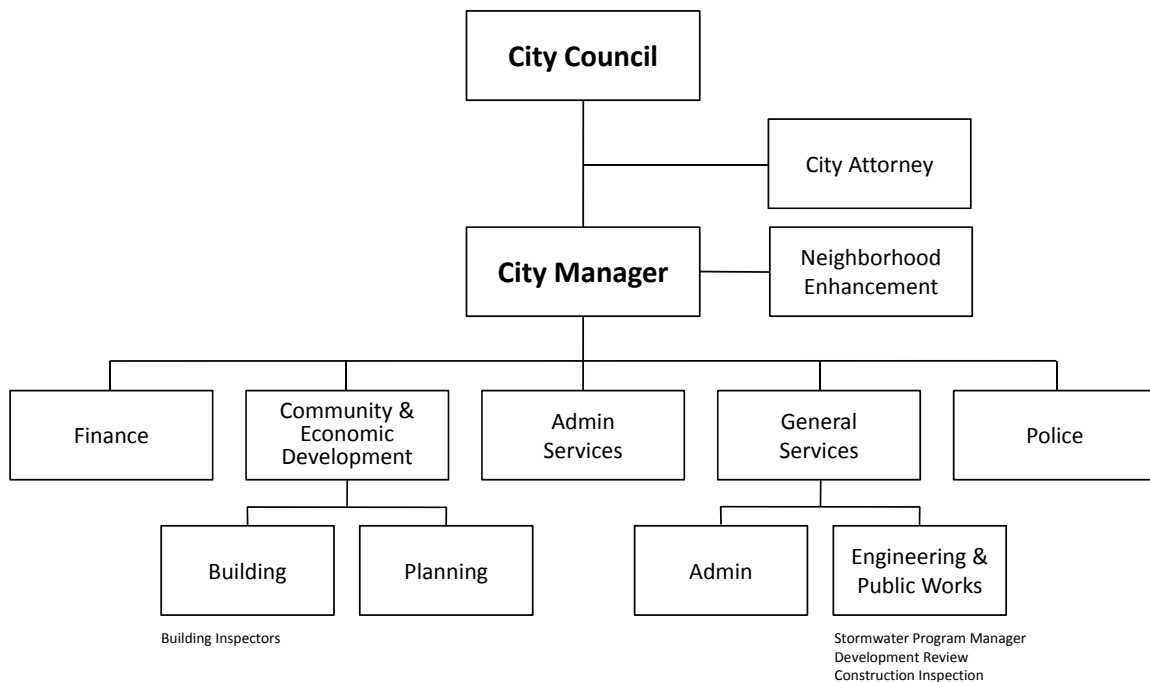 City Council
City Attorney
City Manager
Neighborhood
Enhancement
Finance
Community &
Economic
Development
Admin
Services
General
Services
Police
Building
Planning
Admin
Engineering &
Public Works
Building Inspectors
Stormwater Program Manager
Development Review
Construction Inspection